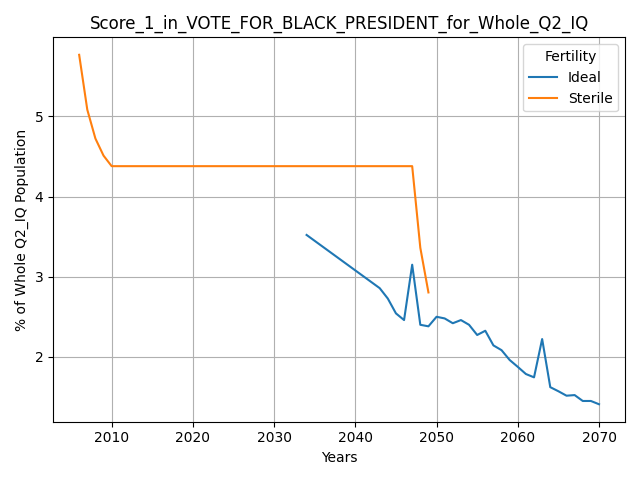 Score_1_in_VOTE_FOR_BLACK_PRESIDENT_for_Whole_Q2_IQ
Fertility
Ideal
Sterile
% of Whole Q2_IQ Population
5
4
3
2
2010 2020 2030 2040 2050 2060 2070
Years